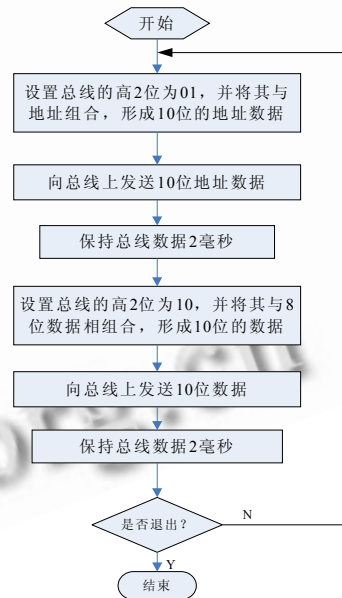 开始
设置总线的高2位为01，并将其与
地址组合，形成10位的地址数据
向总线上发送10位地址数据
保持总线数据2毫秒
设置总线的高2位为10，并将其与8
位数据相组合，形成10位的数据
向总线上发送10位数据
保持总线数据2毫秒
是否退出？
N
Y
结束